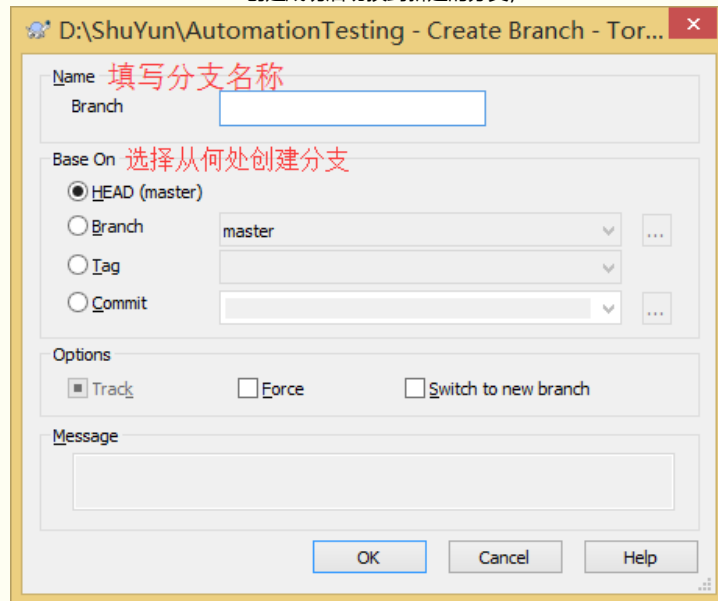 D:\ShuYun\AutomationTesting - Create Branch - Tor...
Name 填写分支名称
Branch
Base On 选择从何处创建分支
HEAD (master)
Branch master ...
Tag
Commit ...
Options
Track Force Switch to new branch
Message
OK Cancel Help